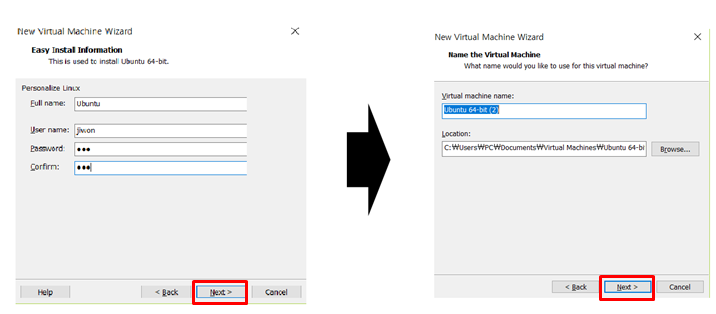 New Virtual Machine Wizard
Easy Install Information
This is used to install Ubuntu 64-bit.
Personalize Linux
Full name: Ubuntu
User name: jiwon
Password: ●●●
Confirm: ●●●
Help < Back Next > Cancel
New Virtual Machine Wizard
Name the Virtual Machine
What name would you like to use for this virtual machine?
Virtual machine name:
Ubuntu 64-bit (2)
Location:
C:₩Users₩PC₩Documents₩Virtual Machines₩Ubuntu 64-bi Browse...
< Back Next > Cancel